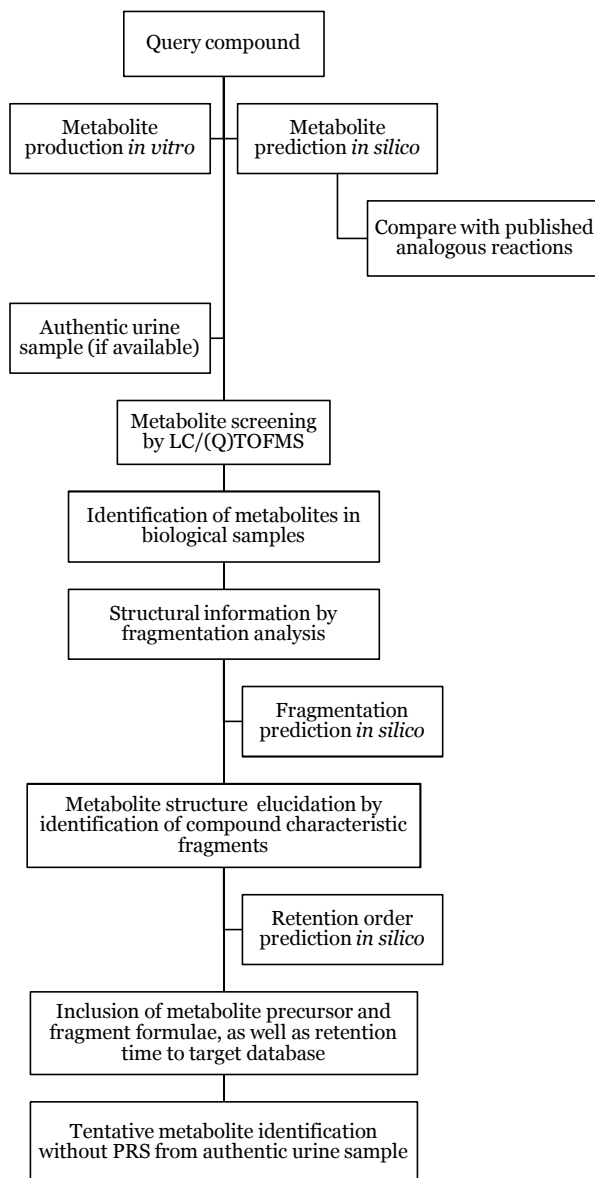 Query compound
Metabolite
production in vitro
Metabolite
prediction in silico
Compare with published
analogous reactions
Authentic urine
sample (if available)
Metabolite screening
by LC/(Q)TOFMS
Identification of metabolites in
biological samples
Structural information by
fragmentation analysis
Fragmentation
prediction in silico
Metabolite structure elucidation by
identification of compound characteristic
fragments
Retention order
prediction in silico
Inclusion of metabolite precursor and
fragment formulae, as well as retention
time to target database
Tentative metabolite identification
without PRS from authentic urine sample